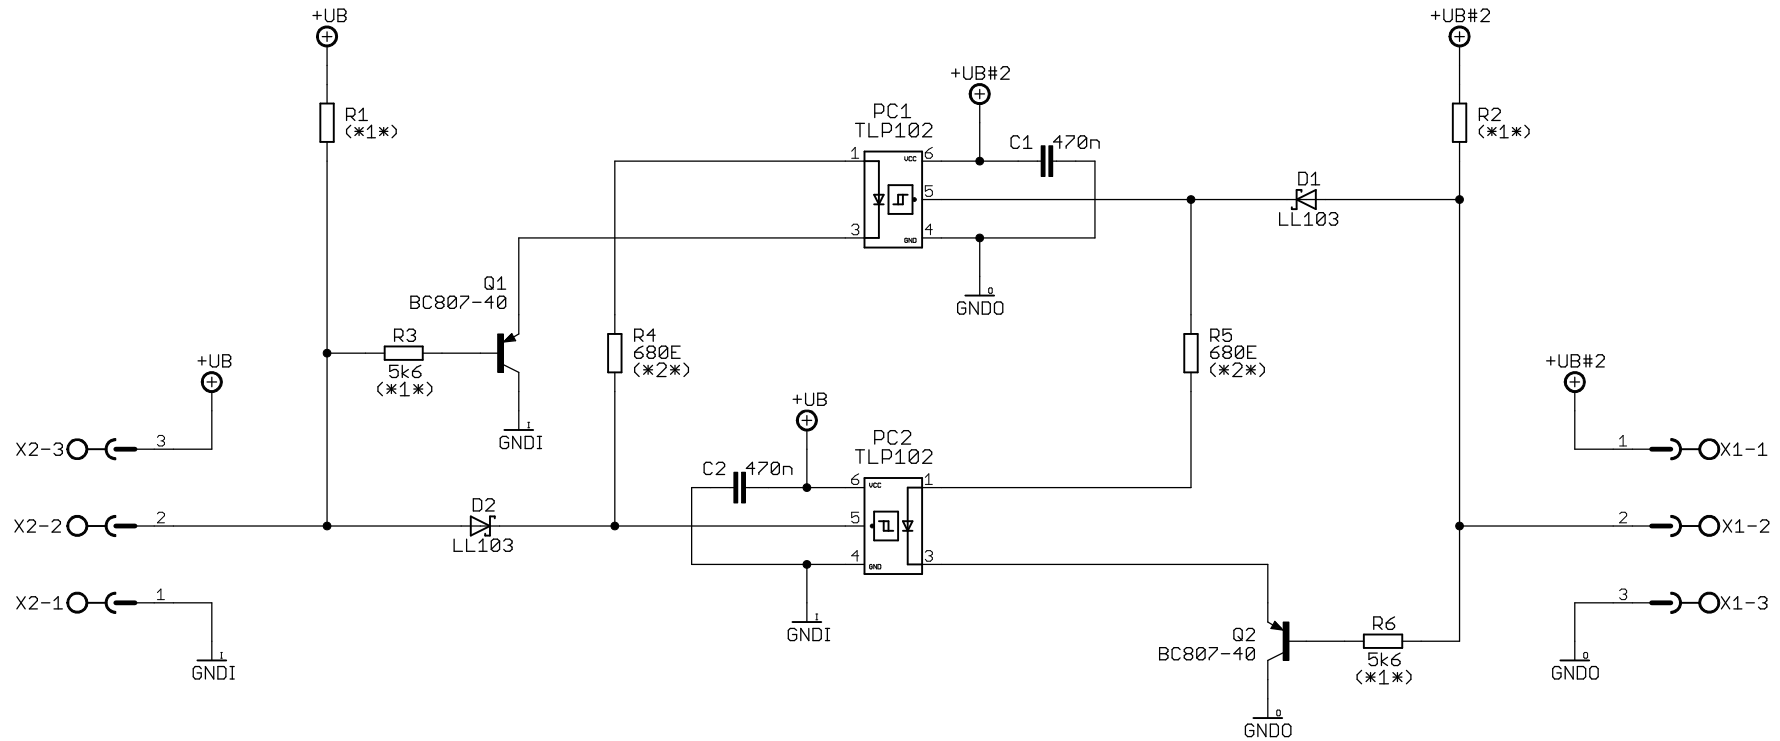 +UB
+UB#2
+UB#2
R1
(*1*)
PC1
TLP102
C1
470n
R2
(*1*)
1
VCC
6
5
D1
LL103
3
GND
4
Q1
BC807-40
0
GNDO
R3
5k6
(*1*)
R4
680E
(*2*)
R5
680E
(*2*)
+UB
+UB#2
+UB
I
GNDI
X2-3
3
PC2
TLP102
1
X1-1
C2
470n
6
VCC
1
D2
LL103
X2-2
2
5
2
X1-2
4
GND
3
X2-1
1
I
GNDI
3
X1-3
Q2
BC807-40
R6
5k6
(*1*)
I
GNDI
0
GNDO
0
GNDO